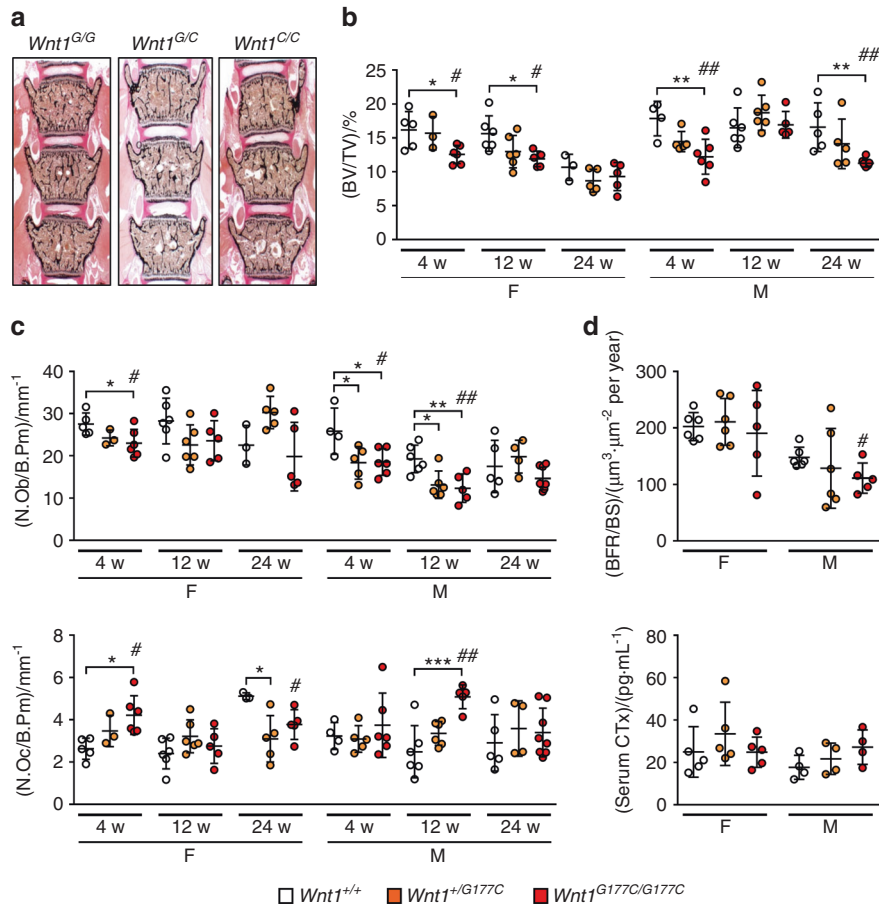 a
Wnt1G/G Wnt1G/C Wnt1C/C
b
(BV/TV)/%
25
20
15
10
5
0
* # * # ** ## ** ##
4 w 12 w 24 w 4 w 12 w 24 w
F M
c
(N.Ob/B.Pm)/mm-1
40
30
20
10
0
* # * * # * ** ##
4 w 12 w 24 w 4 w 12 w 24 w
F M
d
(BFR/BS)/(μm3·μm-2 per year)
300
200
100
0
#
F M
(N.Oc/B.Pm)/mm-1
8
6
4
2
0
* # * # *** ##
4 w 12 w 24 w 4 w 12 w 24 w
F M
(Serum CTx)/(pg·mL-1)
80
60
40
20
0
F M
Wnt1+/+ Wnt1+/G177C Wnt1G177C/G177C